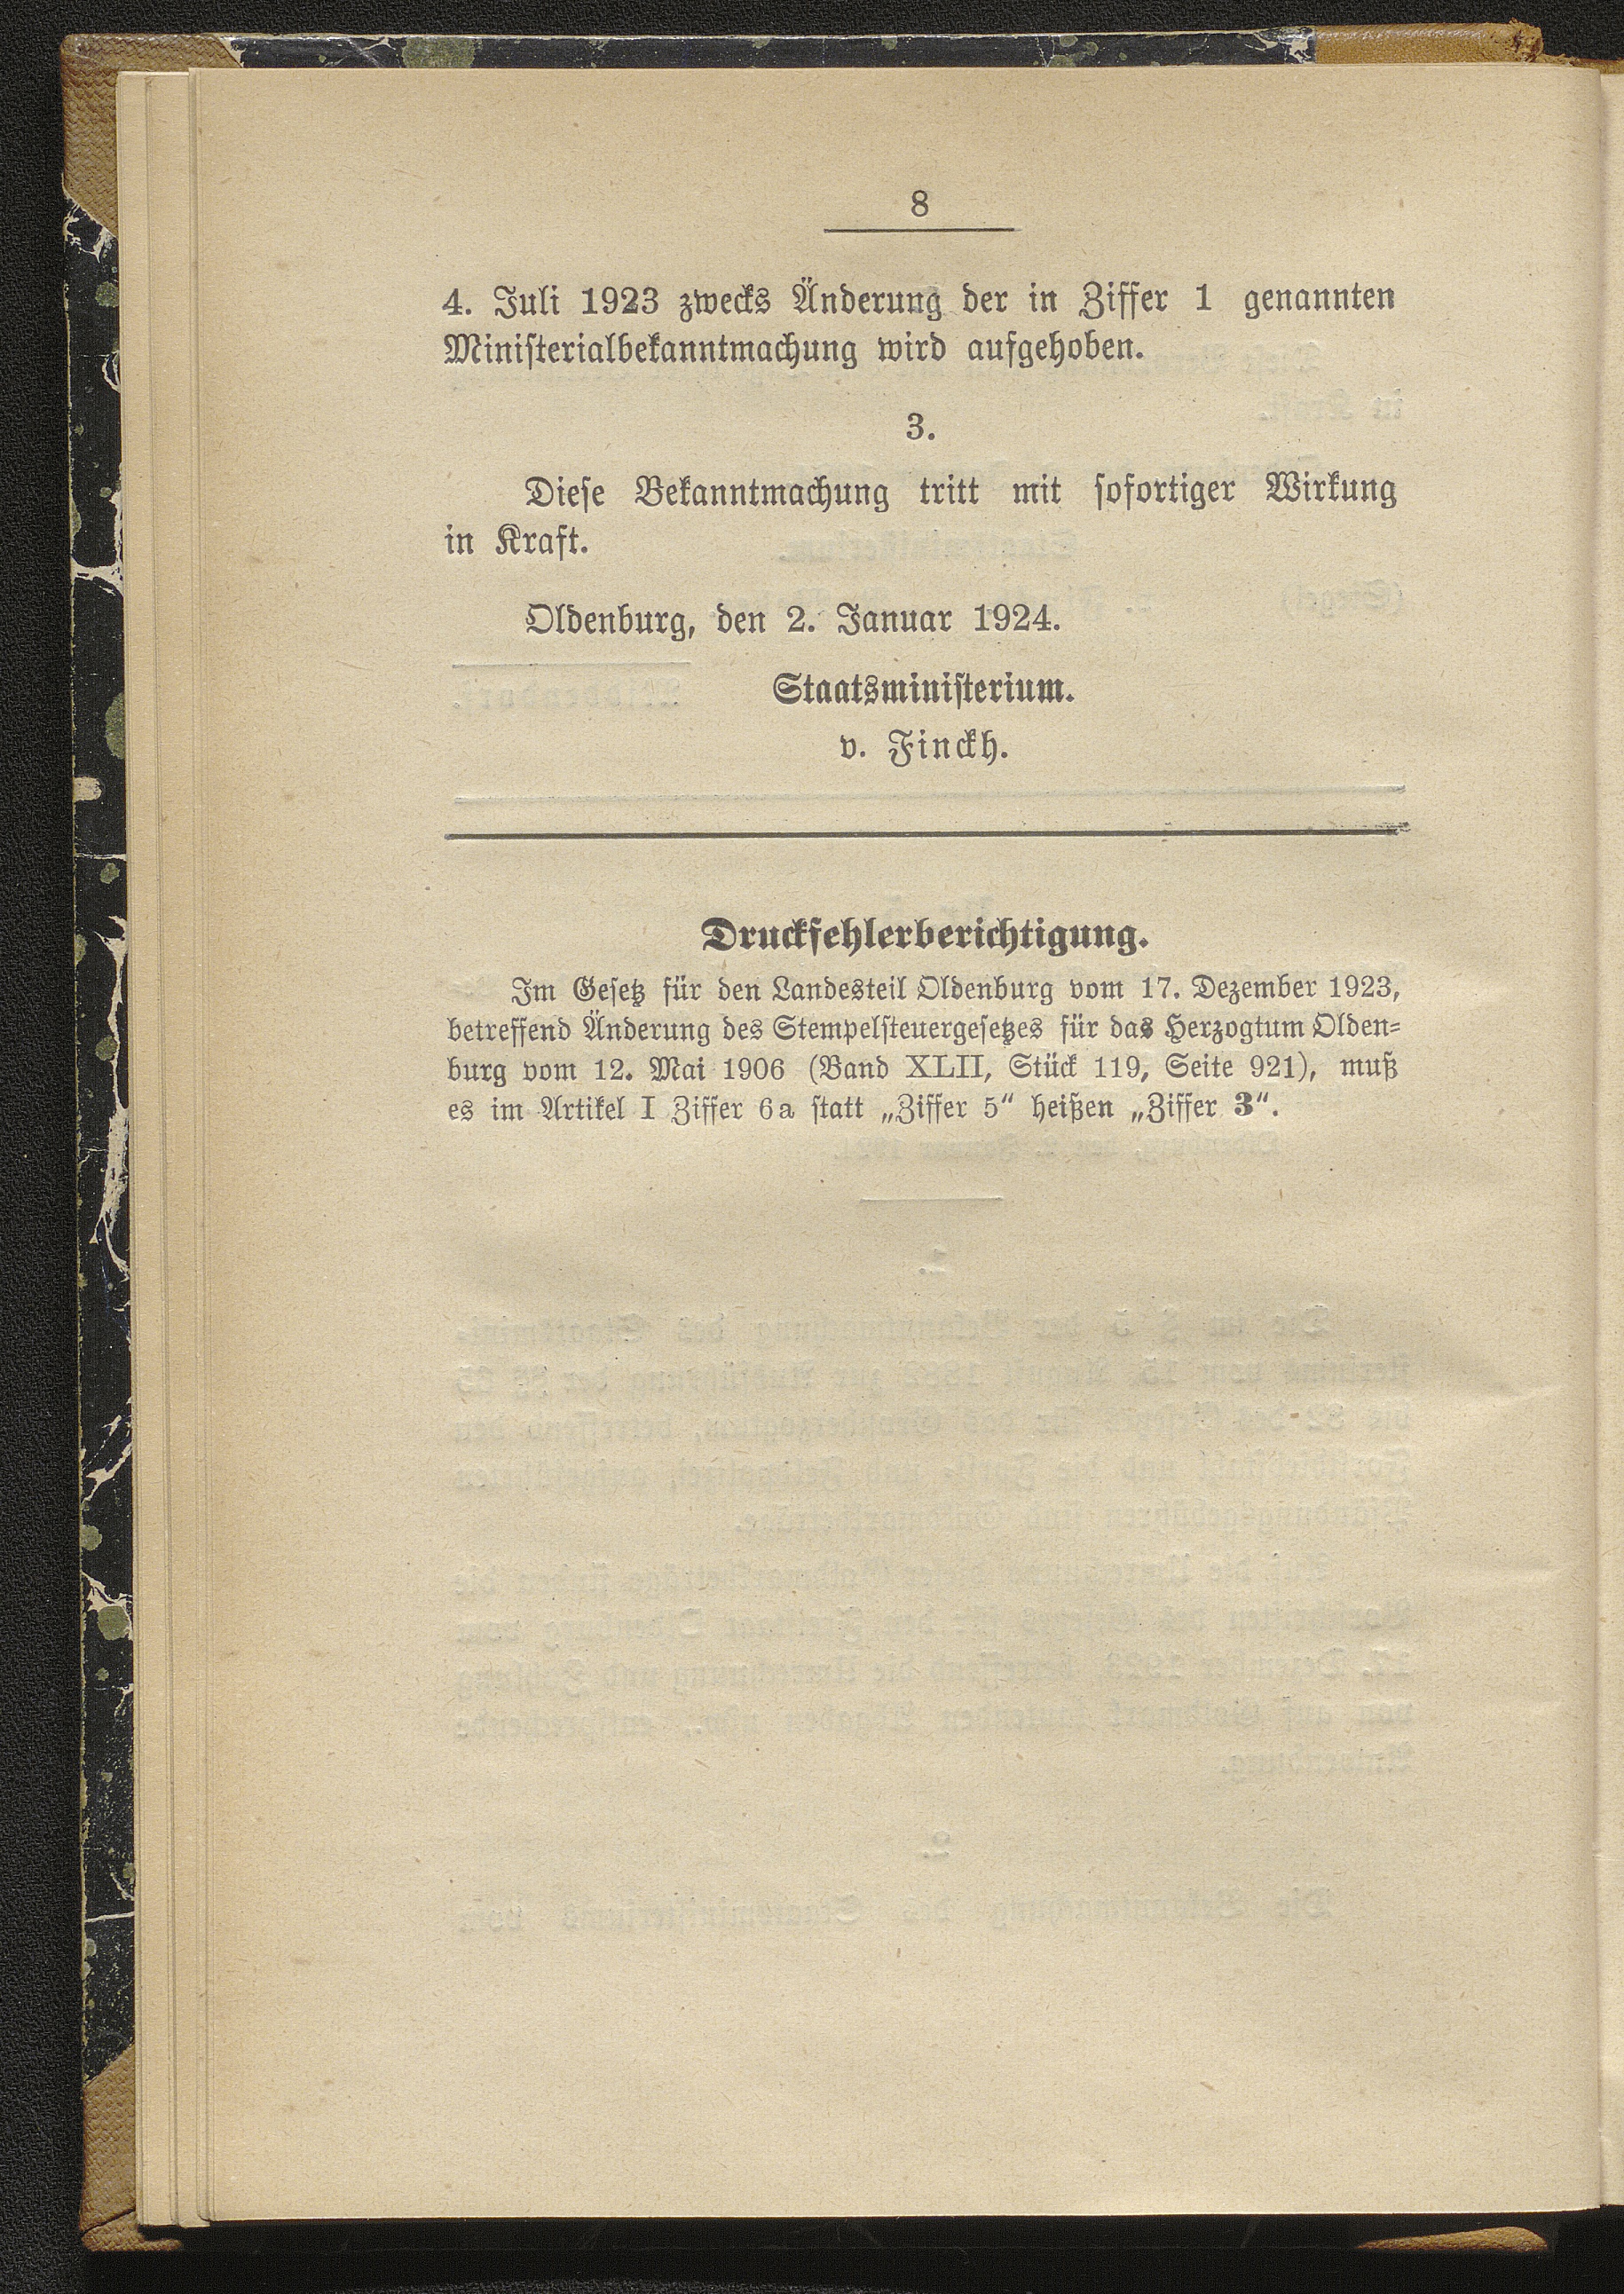 8
4. Juli 1923 zwecks Änderung der in Ziffer 1 genannten
Ministerialbekanntmachung wird aufgehoben.
3.
Diese Bekanntmachung tritt mit sofortiger Wirkung
in Kraft.
Oldenburg, den 2. Januar 1924.
Staatsministerium.
v. Finckh.
Druckfehlerberichtigung.
Im Gesetz für den Landesteil Oldenburg vom 17. Dezember 1923,
betreffend Änderung des Stempelsteuergesetzes für das Herzogtum Olden-
burg vom 12. Mai 1906 (Band XLII, Stück 119, Seite 921), muß
es im Artikel I Ziffer 6a statt „Ziffer 5“ heißen „Ziffer 3“.